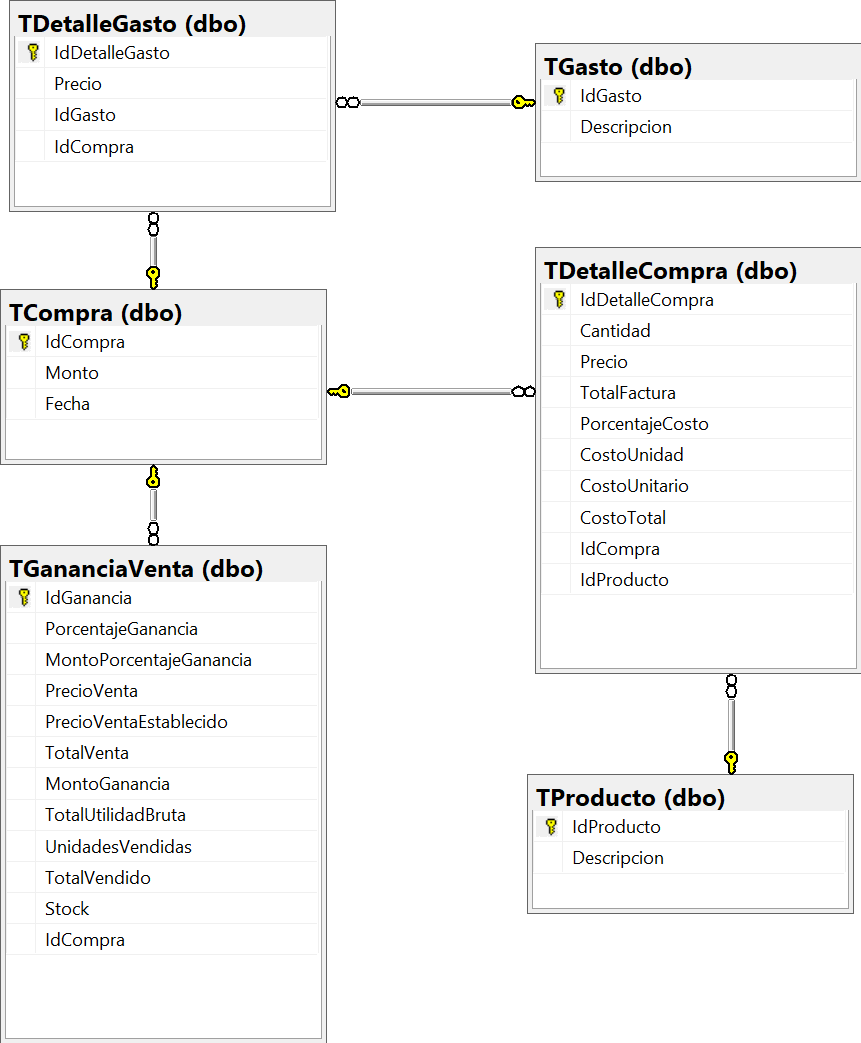 TDetalleGasto (dbo)
IdDetalleGasto
Precio
IdGasto
IdCompra
TGasto (dbo)
IdGasto
Descripcion
TCompra (dbo)
IdCompra
Monto
Fecha
TDetalleCompra (dbo)
IdDetalleCompra
Cantidad
Precio
TotalFactura
PorcentajeCosto
CostoUnidad
CostoUnitario
CostoTotal
IdCompra
IdProducto
TGananciaVenta (dbo)
IdGanancia
PorcentajeGanancia
MontoPorcentajeGanancia
PrecioVenta
PrecioVentaEstablecido
TotalVenta
MontoGanancia
TotalUtilidadBruta
UnidadesVendidas
TotalVendido
Stock
IdCompra
TProducto (dbo)
IdProducto
Descripcion